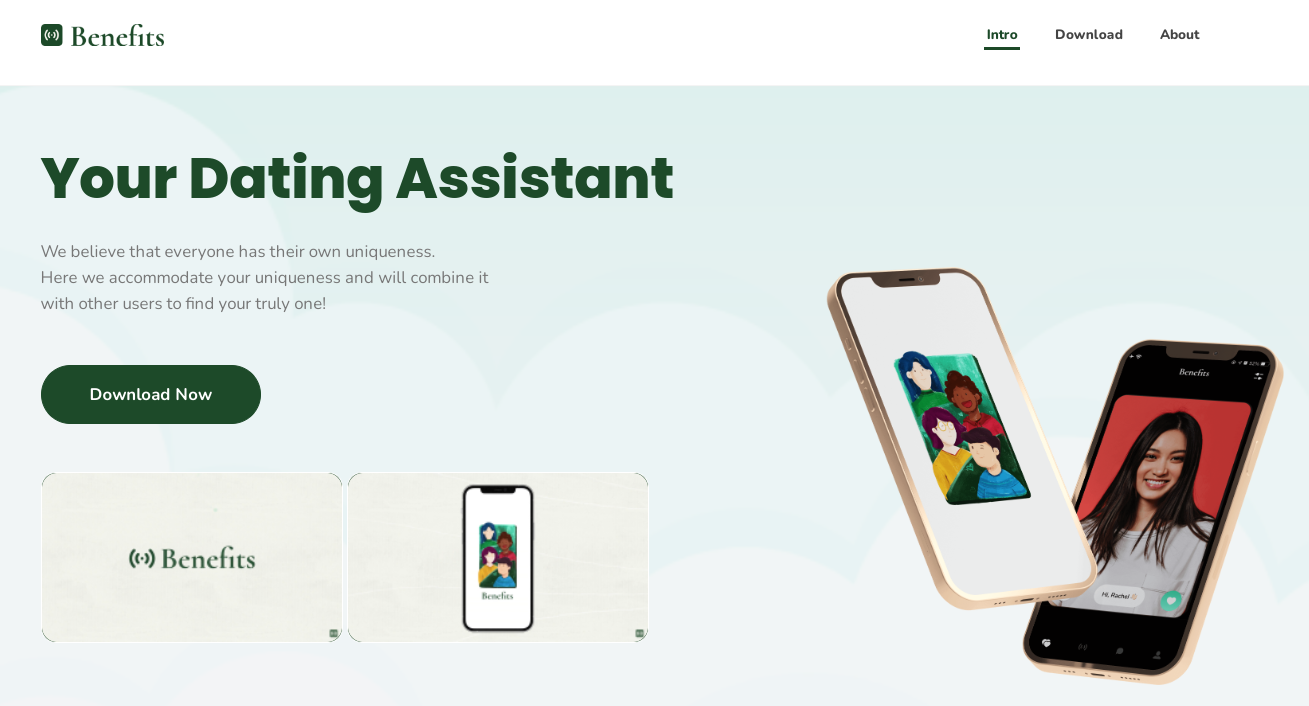 Benefits
Intro Download About
Your Dating Assistant
We believe that everyone has their own uniqueness.
Here we accommodate your uniqueness and will combine it
with other users to find your truly one!
Download Now
Benefits
Benefits
Benefits
Hi, Rachel